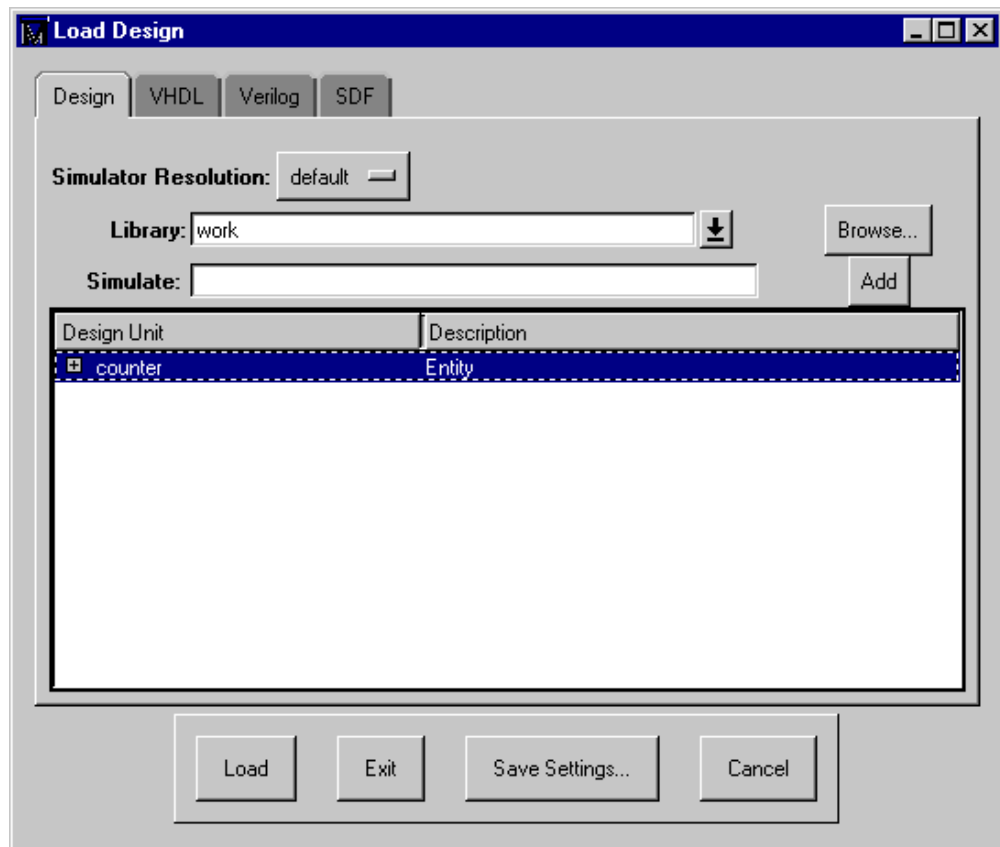 Load Design
Design VHDL Verilog SDF
Simulator Resolution: default
Library: work Browse...
Simulate: Add
Design Unit Description
counter Entity
Load Exit Save Settings... Cancel